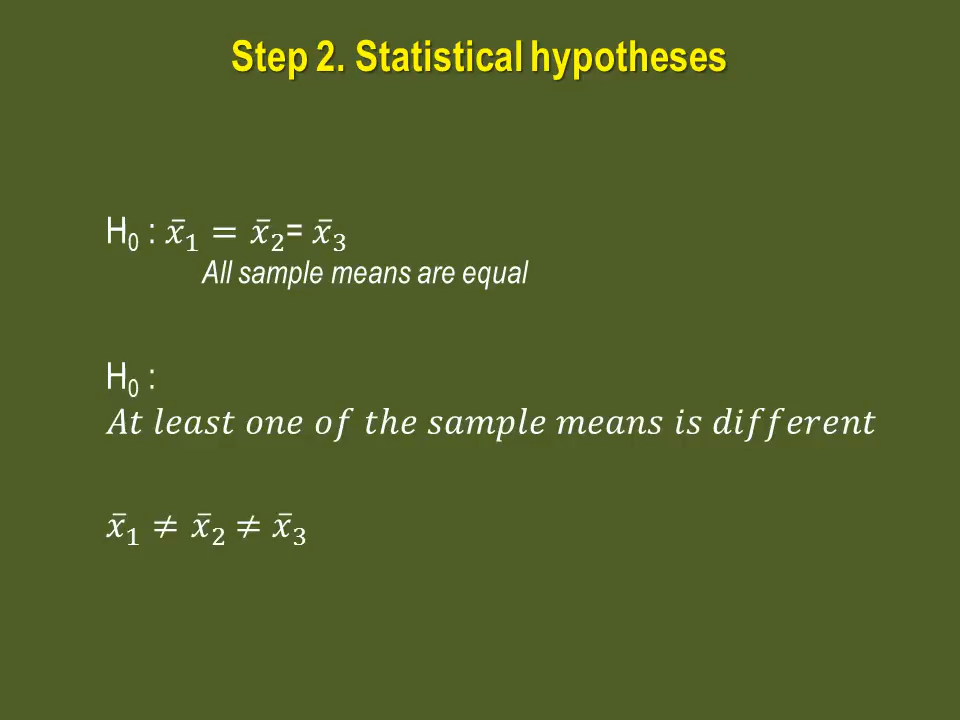 Step 2. Statistical hypotheses
H₀ : x̄₁ = x̄₂= x̄₃
All sample means are equal
H₀ :
At least one of the sample means is different
x̄₁ ≠ x̄₂ ≠ x̄₃